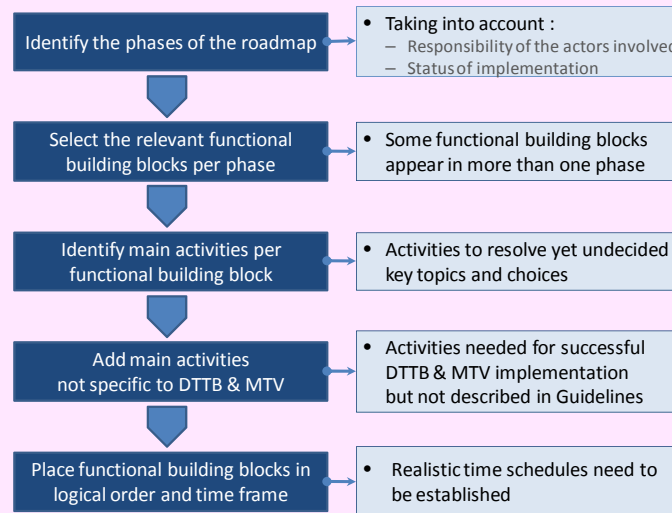 Identify the phases of the roadmap
• Taking into account :
– Responsibility of the actors involved
– Status of implementation
Select the relevant functional
building blocks per phase
• Some functional building blocks
appear in more than one phase
Identify main activities per
functional building block
• Activities to resolve yet undecided
key topics and choices
Add main activities
not specific to DTTB & MTV
• Activities needed for successful
DTTB & MTV implementation
but not described in Guidelines
Place functional building blocks in
logical order and time frame
• Realistic time schedules need to
be established